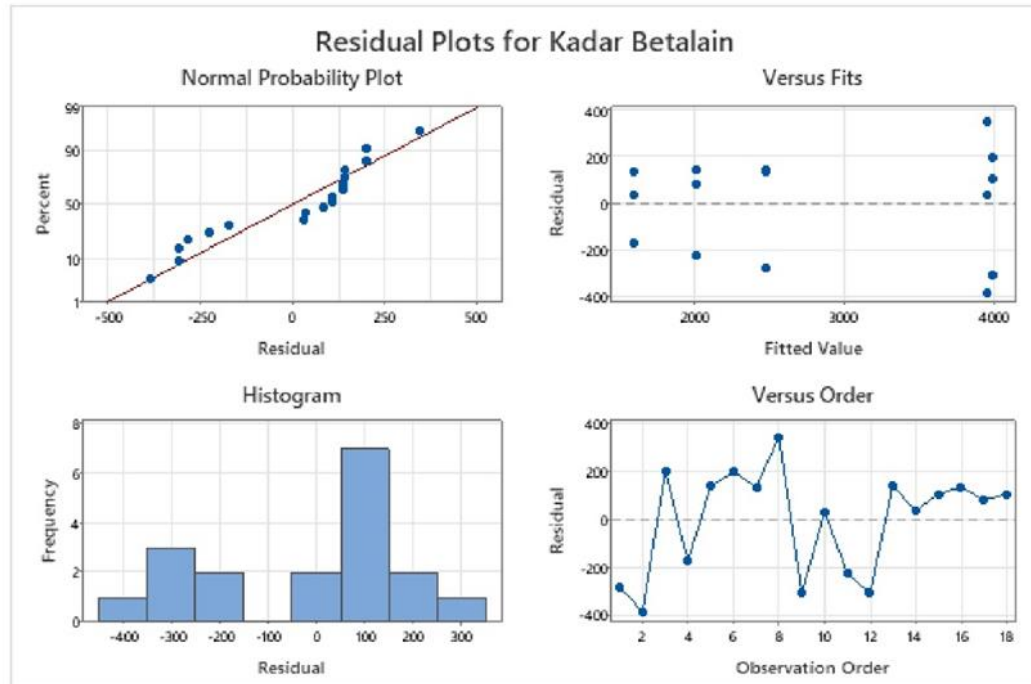 Residual Plots for Kadar Betalain
Normal Probability Plot
99
90
50
10
1
Percent
-500 -250 0 250 500
Residual
Versus Fits
400
200
0
-200
-400
Residual
2000 3000 4000
Fitted Value
Histogram
8
6
4
2
0
Frequency
-400 -300 -200 -100 0 100 200 300
Residual
Versus Order
400
200
0
-200
-400
Residual
2 4 6 8 10 12 14 16 18
Observation Order